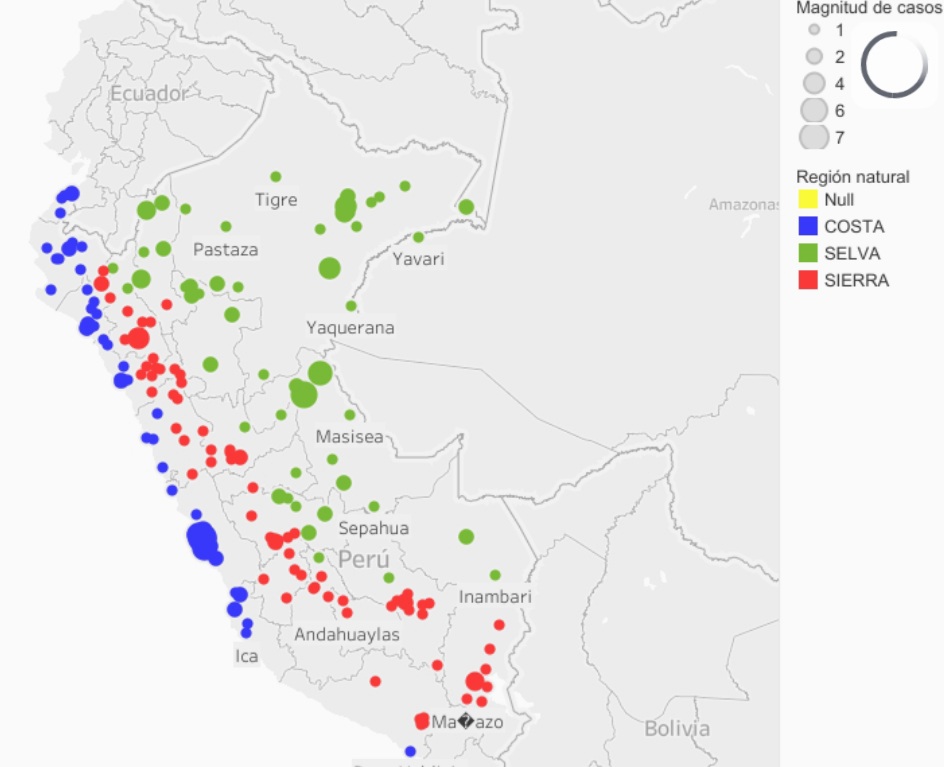 Magnitud de casos
1
2
4
6
7
Región natural
Null
COSTA
SELVA
SIERRA
Ecuador
Tigre
Amazonas
Pastaza
Yavari
Yaquerana
Masisea
Sepahua
Perú
Inambari
Andahuaylas
Ica
Ma�azo
Bolivia